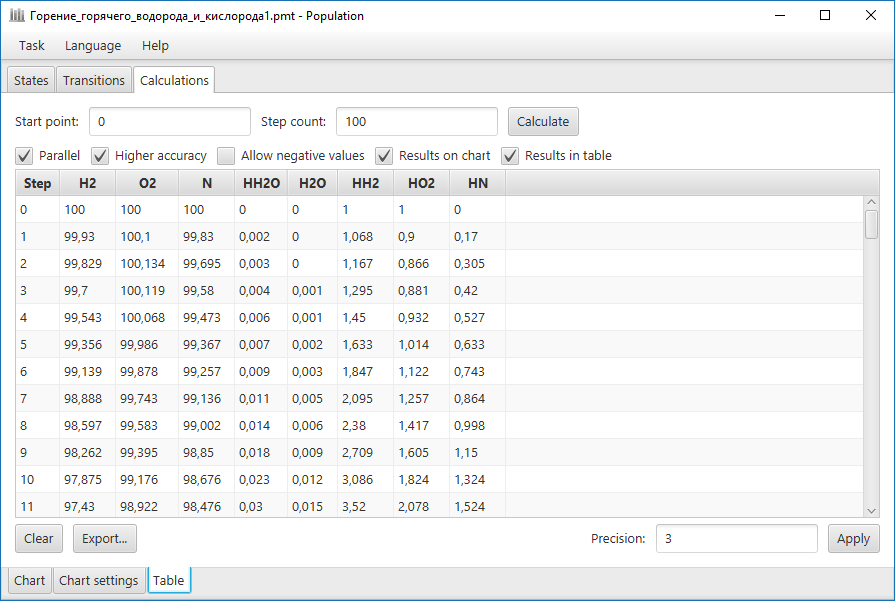 Горение_горячего_водорода_и_кислорода1.pmt - Population
Task Language Help
States Transitions Calculations
Start point: 0 Step count: 100 Calculate
Parallel Higher accuracy Allow negative values Results on chart Results in table
Step H2 O2 N HH2O H2O HH2 HO2 HN
0 100 100 100 0 0 1 1 0
1 99,93 100,1 99,83 0,002 0 1,068 0,9 0,17
2 99,829 100,134 99,695 0,003 0 1,167 0,866 0,305
3 99,7 100,119 99,58 0,004 0,001 1,295 0,881 0,42
4 99,543 100,068 99,473 0,006 0,001 1,45 0,932 0,527
5 99,356 99,986 99,367 0,007 0,002 1,633 1,014 0,633
6 99,139 99,878 99,257 0,009 0,003 1,847 1,122 0,743
7 98,888 99,743 99,136 0,011 0,005 2,095 1,257 0,864
8 98,597 99,583 99,002 0,014 0,006 2,38 1,417 0,998
9 98,262 99,395 98,85 0,018 0,009 2,709 1,605 1,15
10 97,875 99,176 98,676 0,023 0,012 3,086 1,824 1,324
11 97,43 98,922 98,476 0,03 0,015 3,52 2,078 1,524
Clear Export... Precision: 3 Apply
Chart Chart settings Table